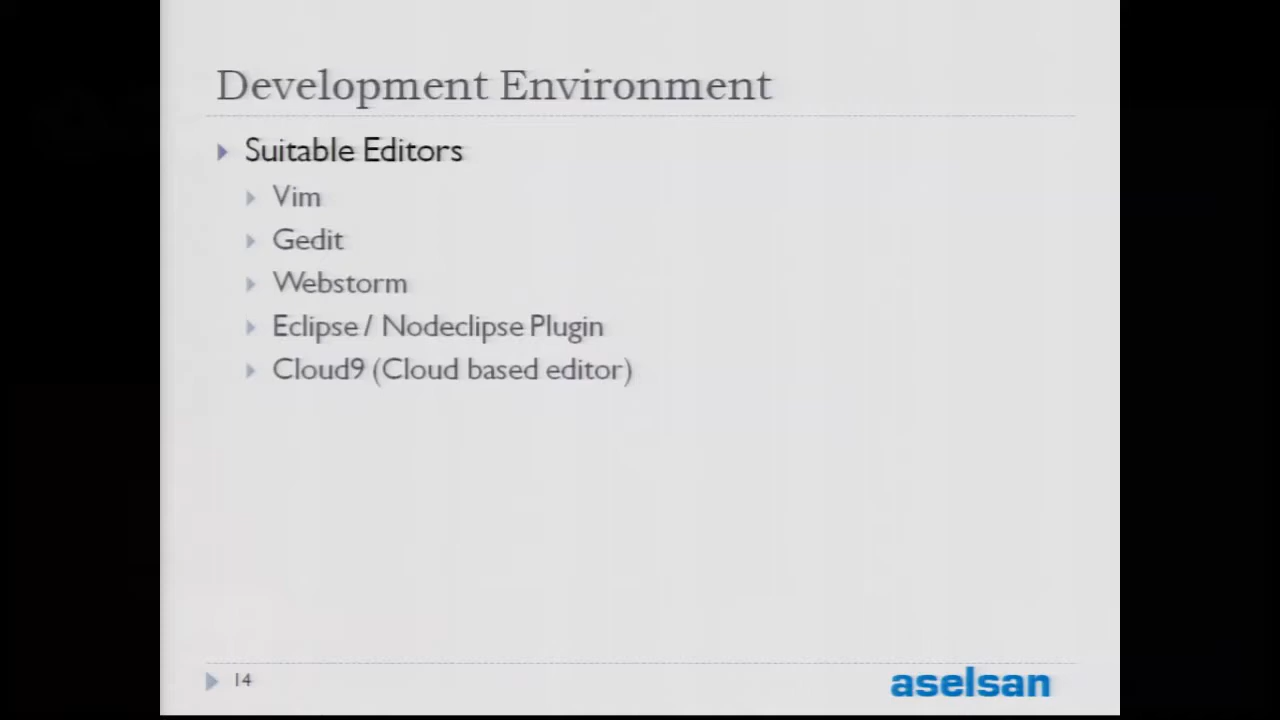 Development Environment
Suitable Editors
Vim
Gedit
Webstorm
Eclipse / Nodeclipse Plugin
Cloud9 (Cloud based editor)
14
aselsan